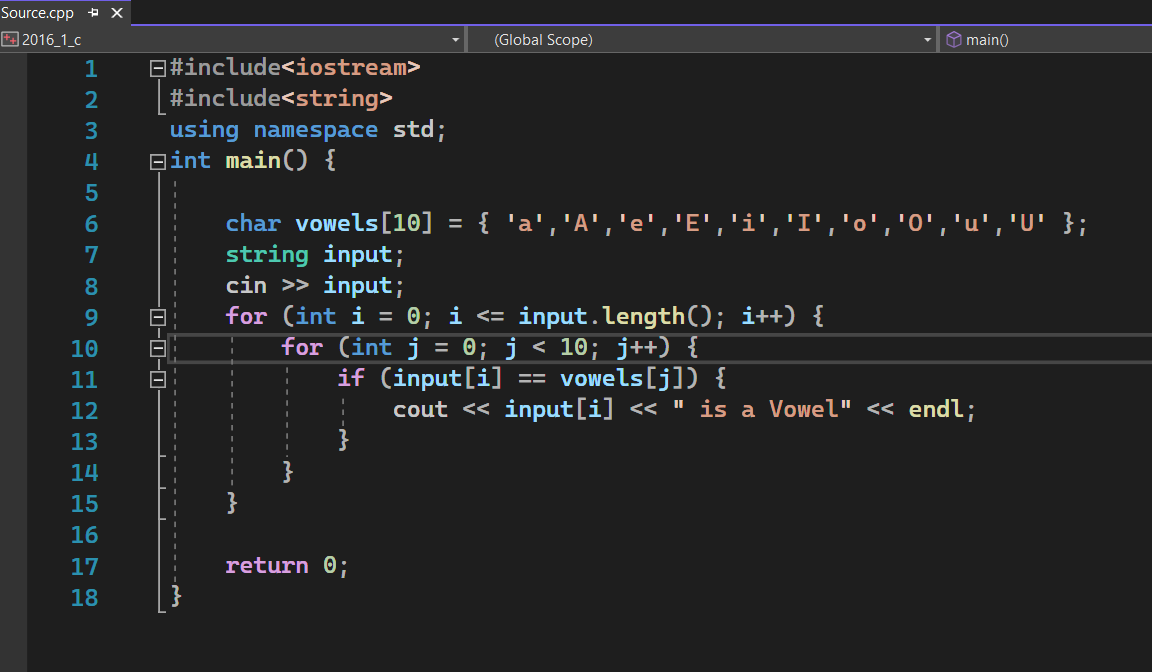 Source.cpp
2016_1_c (Global Scope) main()
1 #include<iostream>
2 #include<string>
3 using namespace std;
4 int main() {
5
6 char vowels[10] = { 'a','A','e','E','i','I','o','O','u','U' };
7 string input;
8 cin >> input;
9 for (int i = 0; i <= input.length(); i++) {
10 for (int j = 0; j < 10; j++) {
11 if (input[i] == vowels[j]) {
12 cout << input[i] << " is a Vowel" << endl;
13 }
14 }
15 }
16
17 return 0;
18 }